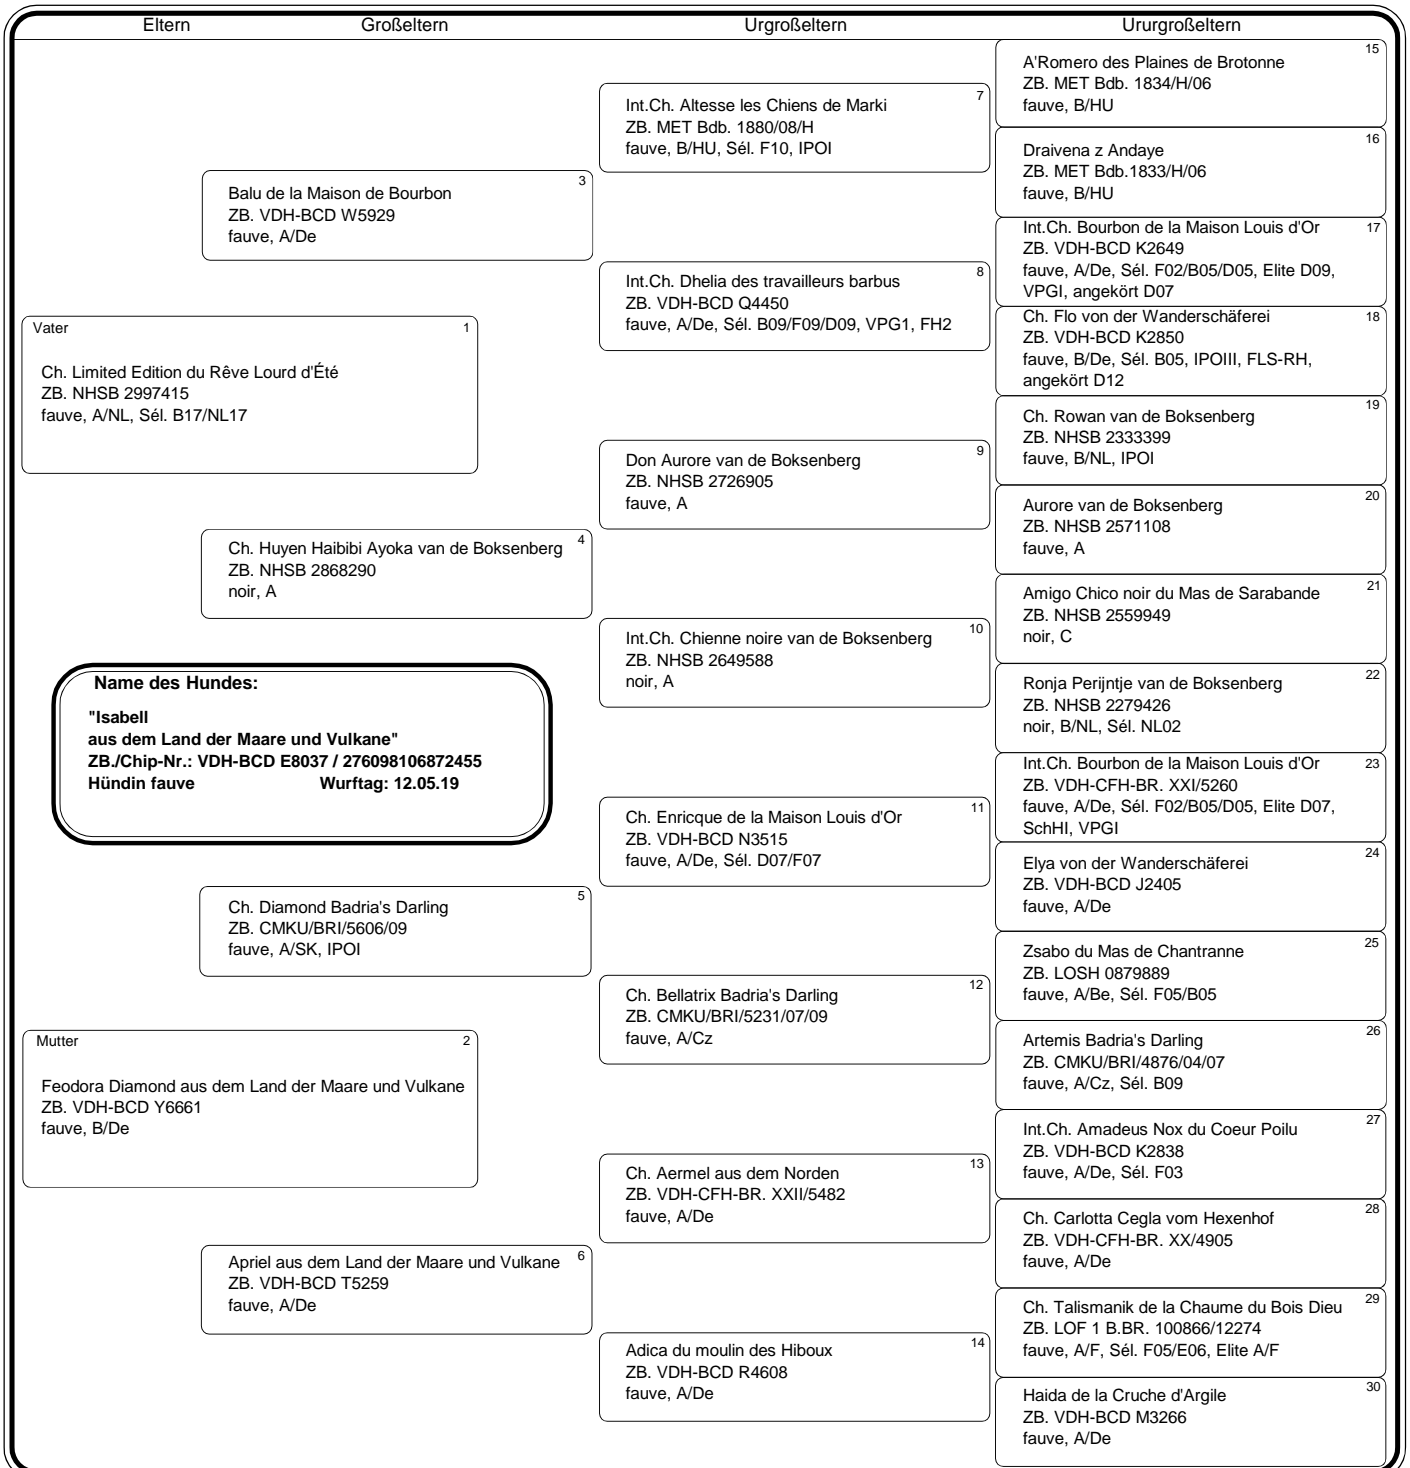 Eltern
Großeltern
Urgroßeltern
Ururgroßeltern
Vater 1
Ch. Limited Edition du Rêve Lourd d'Été
ZB. NHSB 2997415
fauve, A/NL, Sél. B17/NL17
Name des Hundes:
"Isabell
aus dem Land der Maare und Vulkane"
ZB./Chip-Nr.: VDH-BCD E8037 / 276098106872455
Hündin fauve Wurftag: 12.05.19
Mutter 2
Feodora Diamond aus dem Land der Maare und Vulkane
ZB. VDH-BCD Y6661
fauve, B/De
3
Balu de la Maison de Bourbon
ZB. VDH-BCD W5929
fauve, A/De
4
Ch. Huyen Haibibi Ayoka van de Boksenberg
ZB. NHSB 2868290
noir, A
5
Ch. Diamond Badria's Darling
ZB. CMKU/BRI/5606/09
fauve, A/SK, IPOI
6
Apriel aus dem Land der Maare und Vulkane
ZB. VDH-BCD T5259
fauve, A/De
7
Int.Ch. Altesse les Chiens de Marki
ZB. MET Bdb. 1880/08/H
fauve, B/HU, Sél. F10, IPOI
8
Int.Ch. Dhelia des travailleurs barbus
ZB. VDH-BCD Q4450
fauve, A/De, Sél. B09/F09/D09, VPG1, FH2
9
Don Aurore van de Boksenberg
ZB. NHSB 2726905
fauve, A
10
Int.Ch. Chienne noire van de Boksenberg
ZB. NHSB 2649588
noir, A
11
Ch. Enricque de la Maison Louis d'Or
ZB. VDH-BCD N3515
fauve, A/De, Sél. D07/F07
12
Ch. Bellatrix Badria's Darling
ZB. CMKU/BRI/5231/07/09
fauve, A/Cz
13
Ch. Aermel aus dem Norden
ZB. VDH-CFH-BR. XXII/5482
fauve, A/De
14
Adica du moulin des Hiboux
ZB. VDH-BCD R4608
fauve, A/De
15
A'Romero des Plaines de Brotonne
ZB. MET Bdb. 1834/H/06
fauve, B/HU
16
Draivena z Andaye
ZB. MET Bdb.1833/H/06
fauve, B/HU
17
Int.Ch. Bourbon de la Maison Louis d'Or
ZB. VDH-BCD K2649
fauve, A/De, Sél. F02/B05/D05, Elite D09,
VPGI, angekört D07
18
Ch. Flo von der Wanderschäferei
ZB. VDH-BCD K2850
fauve, B/De, Sél. B05, IPOIII, FLS-RH,
angekört D12
19
Ch. Rowan van de Boksenberg
ZB. NHSB 2333399
fauve, B/NL, IPOI
20
Aurore van de Boksenberg
ZB. NHSB 2571108
fauve, A
21
Amigo Chico noir du Mas de Sarabande
ZB. NHSB 2559949
noir, C
22
Ronja Perijntje van de Boksenberg
ZB. NHSB 2279426
noir, B/NL, Sél. NL02
23
Int.Ch. Bourbon de la Maison Louis d'Or
ZB. VDH-CFH-BR. XXI/5260
fauve, A/De, Sél. F02/B05/D05, Elite D07,
SchHI, VPGI
24
Elya von der Wanderschäferei
ZB. VDH-BCD J2405
fauve, A/De
25
Zsabo du Mas de Chantranne
ZB. LOSH 0879889
fauve, A/Be, Sél. F05/B05
26
Artemis Badria's Darling
ZB. CMKU/BRI/4876/04/07
fauve, A/Cz, Sél. B09
27
Int.Ch. Amadeus Nox du Coeur Poilu
ZB. VDH-BCD K2838
fauve, A/De, Sél. F03
28
Ch. Carlotta Cegla vom Hexenhof
ZB. VDH-CFH-BR. XX/4905
fauve, A/De
29
Ch. Talismanik de la Chaume du Bois Dieu
ZB. LOF 1 B.BR. 100866/12274
fauve, A/F, Sél. F05/E06, Elite A/F
30
Haida de la Cruche d'Argile
ZB. VDH-BCD M3266
fauve, A/De